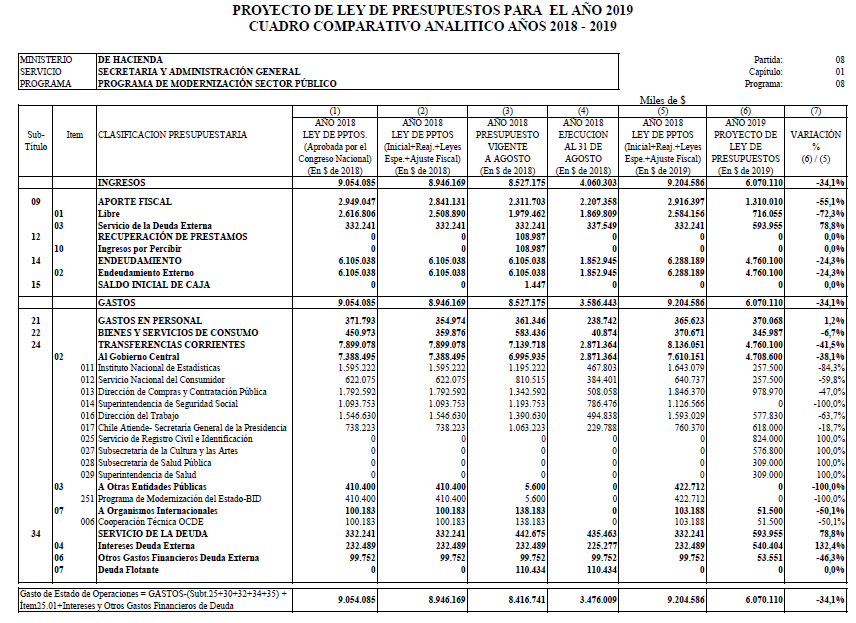 PROYECTO DE LEY DE PRESUPUESTOS PARA EL AÑO 2019
CUADRO COMPARATIVO ANALITICO AÑOS 2018 - 2019
MINISTERIO DE HACIENDA Partida: 08
SERVICIO SECRETARIA Y ADMINISTRACIÓN GENERAL Capítulo: 01
PROGRAMA PROGRAMA DE MODERNIZACIÓN SECTOR PÚBLICO Programa: 08
Miles de $
(1) (2) (3) (4) (5) (6) (7)
AÑO 2018 AÑO 2018 AÑO 2018 AÑO 2018 AÑO 2018 AÑO 2019
Sub- Item CLASIFICACION PRESUPUESTARIA LEY DE PPTOS. LEY DE PPTOS PRESUPUESTO EJECUCION LEY DE PPTOS PROYECTO DE VARIACIÓN
Título (Aprobada por el (Inicial+Reaj.+Leyes VIGENTE AL 31 DE (Inicial+Reaj.+Leyes LEY DE %
Congreso Nacional) Espe.+Ajuste Fiscal) A AGOSTO AGOSTO Espe.+Ajuste Fiscal) PRESUPUESTOS (6) / (5)
(En $ de 2018) (En $ de 2018) (En $ de 2018) (En $ de 2018) (En $ de 2019) (En $ de 2019)
INGRESOS 9.054.085 8.946.169 8.527.175 4.060.303 9.204.586 6.070.110 -34,1%
09 APORTE FISCAL 2.949.047 2.841.131 2.311.703 2.207.358 2.916.397 1.310.010 -55,1%
01 Libre 2.616.806 2.508.890 1.979.462 1.869.809 2.584.156 716.055 -72,3%
03 Servicio de la Deuda Externa 332.241 332.241 332.241 337.549 332.241 593.955 78,8%
12 RECUPERACIÓN DE PRESTAMOS 0 0 108.987 0 0 0 0,0%
10 Ingresos por Percibir 0 0 108.987 0 0 0 0,0%
14 ENDEUDAMIENTO 6.105.038 6.105.038 6.105.038 1.852.945 6.288.189 4.760.100 -24,3%
02 Endeudamiento Externo 6.105.038 6.105.038 6.105.038 1.852.945 6.288.189 4.760.100 -24,3%
15 SALDO INICIAL DE CAJA 0 0 1.447 0 0 0 0,0%
GASTOS 9.054.085 8.946.169 8.527.175 3.586.443 9.204.586 6.070.110 -34,1%
21 GASTOS EN PERSONAL 371.793 354.974 361.346 238.742 365.623 370.068 1,2%
22 BIENES Y SERVICIOS DE CONSUMO 450.973 359.876 583.436 40.874 370.671 345.987 -6,7%
24 TRANSFERENCIAS CORRIENTES 7.899.078 7.899.078 7.139.718 2.871.364 8.136.051 4.760.100 -41,5%
02 Al Gobierno Central 7.388.495 7.388.495 6.995.935 2.871.364 7.610.151 4.708.600 -38,1%
011 Instituto Nacional de Estadísticas 1.595.222 1.595.222 1.195.222 467.803 1.643.079 257.500 -84,3%
012 Servicio Nacional del Consumidor 622.075 622.075 810.515 384.401 640.737 257.500 -59,8%
013 Dirección de Compras y Contratación Pública 1.792.592 1.792.592 1.342.592 508.058 1.846.370 978.970 -47,0%
014 Superintendencia de Seguridad Social 1.093.753 1.093.753 1.193.753 786.476 1.126.566 0 -100,0%
016 Dirección del Trabajo 1.546.630 1.546.630 1.390.630 494.838 1.593.029 577.830 -63,7%
017 Chile Atiende- Secretaría General de la Presidencia 738.223 738.223 1.063.223 229.788 760.370 618.000 -18,7%
025 Servicio de Registro Civil e Identificación 0 0 0 0 0 824.000 100,0%
027 Subsecretaría de la Cultura y las Artes 0 0 0 0 0 576.800 100,0%
028 Subsecretaría de Salud Pública 0 0 0 0 0 309.000 100,0%
029 Superintendencia de Salud 0 0 0 0 0 309.000 100,0%
03 A Otras Entidades Públicas 410.400 410.400 5.600 0 422.712 0 -100,0%
251 Programa de Modernización del Estado-BID 410.400 410.400 5.600 0 422.712 0 -100,0%
07 A Organismos Internacionales 100.183 100.183 138.183 0 103.188 51.500 -50,1%
006 Cooperación Técnica OCDE 100.183 100.183 138.183 0 103.188 51.500 -50,1%
34 SERVICIO DE LA DEUDA 332.241 332.241 442.675 435.463 332.241 593.955 78,8%
04 Intereses Deuda Externa 232.489 232.489 232.489 225.277 232.489 540.404 132,4%
06 Otros Gastos Financieros Deuda Externa 99.752 99.752 99.752 99.752 99.752 53.551 -46,3%
07 Deuda Flotante 0 0 110.434 110.434 0 0 0,0%
Gasto de Estado de Operaciones = GASTOS-(Subt.25+30+32+34+35) +
Ítem25.01+Intereses y Otros Gastos Financieros de Deuda 9.054.085 8.946.169 8.416.741 3.476.009 9.204.586 6.070.110 -34,1%